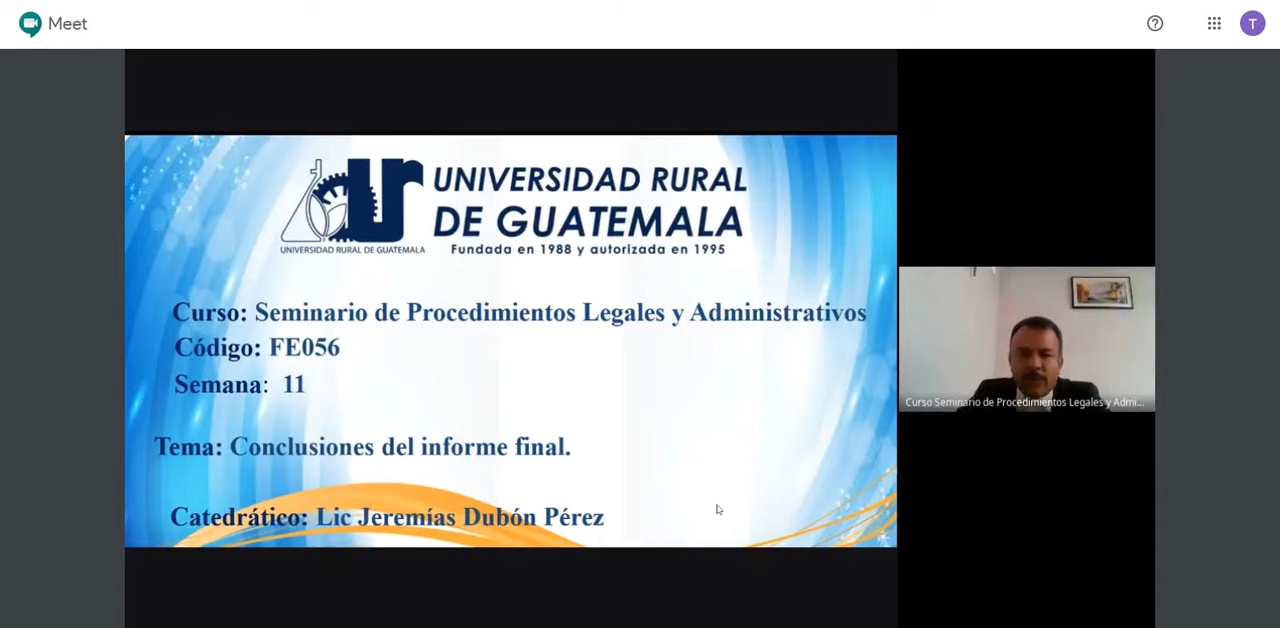 Meet
T
UNIVERSIDAD RURAL
DE GUATEMALA
UNIVERSIDAD RURAL DE GUATEMALA
Fundada en 1988 y autorizada en 1995
Curso: Seminario de Procedimientos Legales y Administrativos
Código: FE056
Semana: 11
Tema: Conclusiones del informe final.
Catedrático: Lic Jeremías Dubón Pérez
Curso Seminario de Procedimientos Legales y Admi...